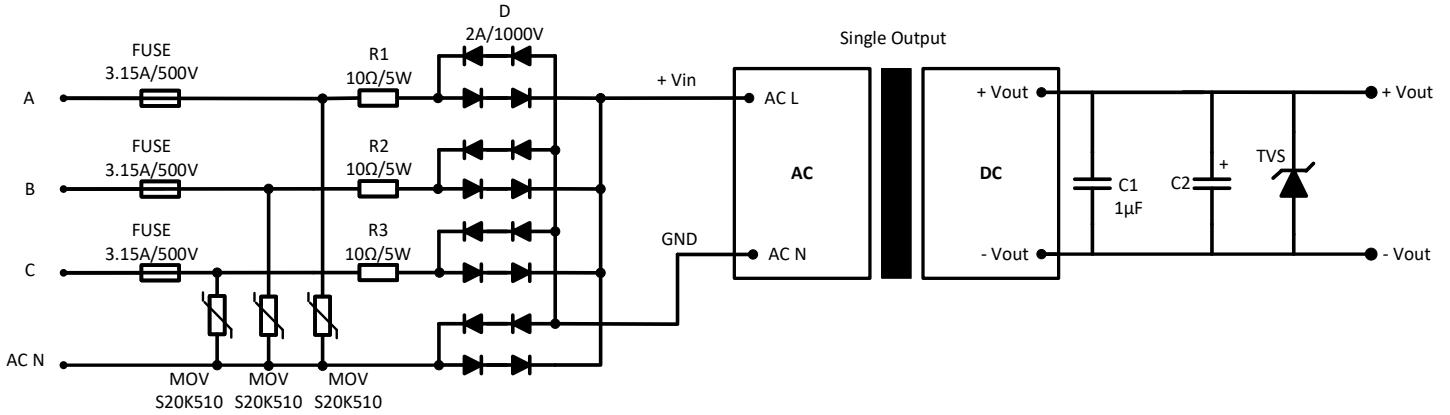 D
2A/1000V
Single Output
FUSE
3.15A/500V
R1
10Ω/5W
A
+ Vin
AC L
+ Vout
+ Vout
FUSE
3.15A/500V
R2
10Ω/5W
B
AC
DC
C1
1µF
C2
+
TVS
FUSE
3.15A/500V
R3
10Ω/5W
C
GND
AC N
- Vout
- Vout
AC N
MOV
S20K510
MOV
S20K510
MOV
S20K510